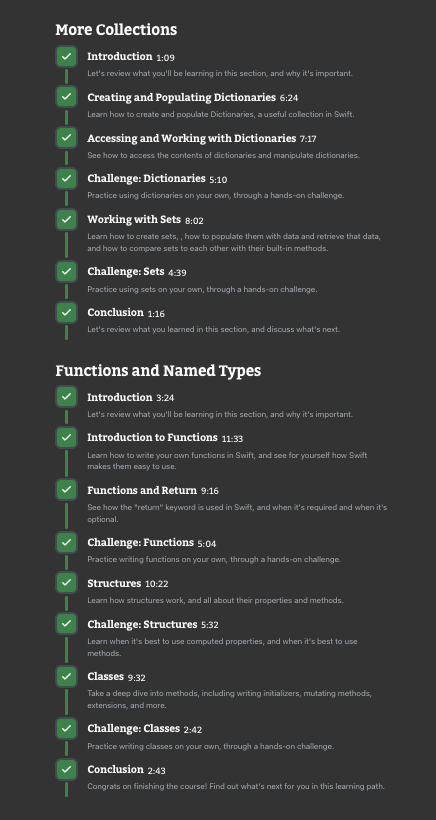 More Collections
Introduction 1:09
Let's review what you'll be learning in this section, and why it's important.
Creating and Populating Dictionaries 6:24
Learn how to create and populate Dictionaries, a useful collection in Swift.
Accessing and Working with Dictionaries 7:17
See how to access the contents of dictionaries and manipulate dictionaries.
Challenge: Dictionaries 5:10
Practice using dictionaries on your own, through a hands-on challenge.
Working with Sets 8:02
Learn how to create sets, , how to populate them with data and retrieve that data,
and how to compare sets to each other with their built-in methods.
Challenge: Sets 4:39
Practice using sets on your own, through a hands-on challenge.
Conclusion 1:16
Let's review what you learned in this section, and discuss what's next.
Functions and Named Types
Introduction 3:24
Let's review what you'll be learning in this section, and why it's important.
Introduction to Functions 11:33
Learn how to write your own functions in Swift, and see for yourself how Swift
makes them easy to use.
Functions and Return 9:16
See how the "return" keyword is used in Swift, and when it's required and when it's
optional.
Challenge: Functions 5:04
Practice writing functions on your own, through a hands-on challenge.
Structures 10:22
Learn how structures work, and all about their properties and methods.
Challenge: Structures 5:32
Learn when it's best to use computed properties, and when it's best to use
methods.
Classes 9:32
Take a deep dive into methods, including writing initializers, mutating methods,
extensions, and more.
Challenge: Classes 2:42
Practice writing classes on your own, through a hands-on challenge.
Conclusion 2:43
Congrats on finishing the course! Find out what's next for you in this learning path.